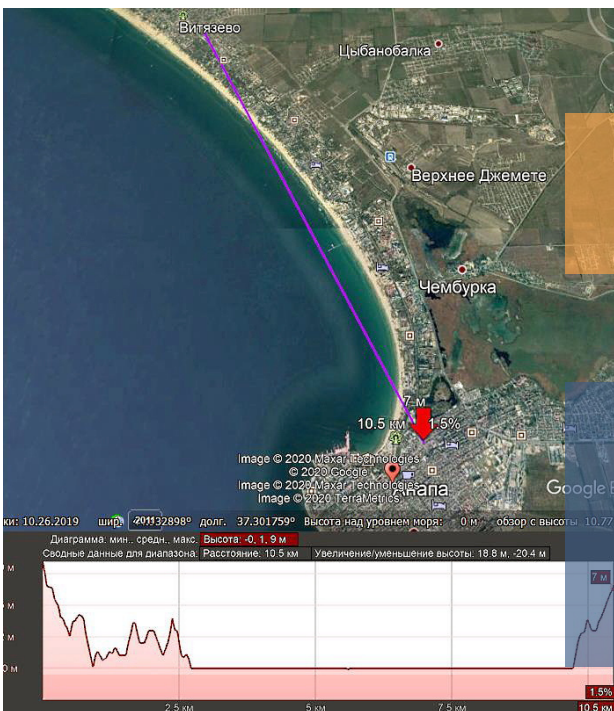 Витязево
Цыбанобалка
Верхнее Джемете
Чембурка
7 м
10.5 км 1.5%
Image © 2020 Maxar Technologies
© 2020 Google
Image © 2020 Maxar Technologies
Image © 2020 TerraMetrics
Анапа
Google
2011
ки: 10.26.2019 шир. долг. 37.301759° Высота над уровнем моря: 0 м обзор с высоты 10.77
Диаграмма: мин., средн., макс. Высота: -0, 1, 9 м
Сводные данные для диапазона: Расстояние: 10.5 км Увеличение/уменьшение высоты: 18.8 м, -20.4 м
7 м
0 м
1.5%
2.5 км 5 км 7.5 км 10.5 км